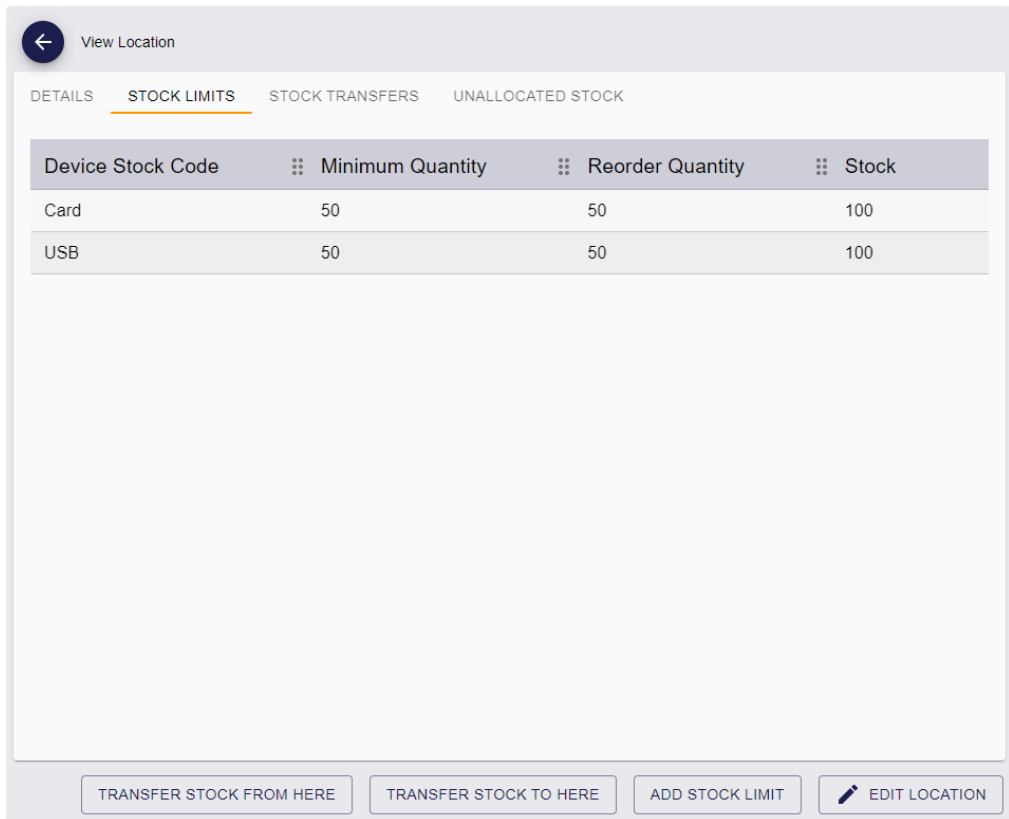 View Location
DETAILS STOCK LIMITS STOCK TRANSFERS UNALLOCATED STOCK
Device Stock Code Minimum Quantity Reorder Quantity Stock
Card 50 50 100
USB 50 50 100
TRANSFER STOCK FROM HERE TRANSFER STOCK TO HERE ADD STOCK LIMIT EDIT LOCATION